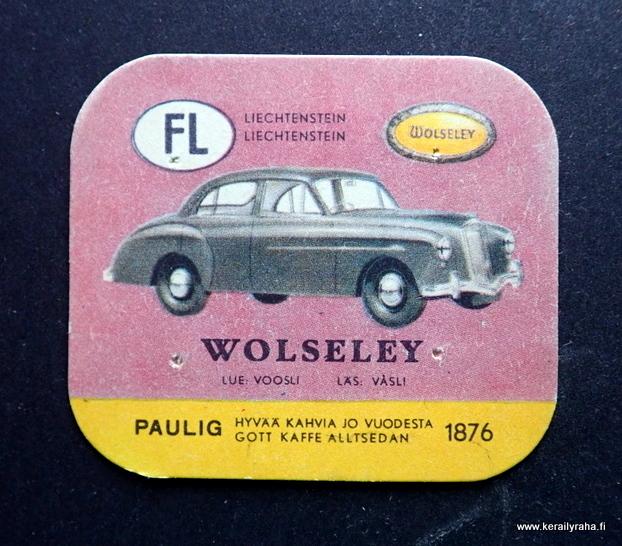 FL
LIECHTENSTEIN
LIECHTENSTEIN
WOLSELEY
WOLSELEY
LUE: VOOSLI LÄS: VÅSLI
PAULIG
HYVÄÄ KAHVIA JO VUODESTA
GOTT KAFFE ALLTSEDAN
1876
www.kerailyraha.fi